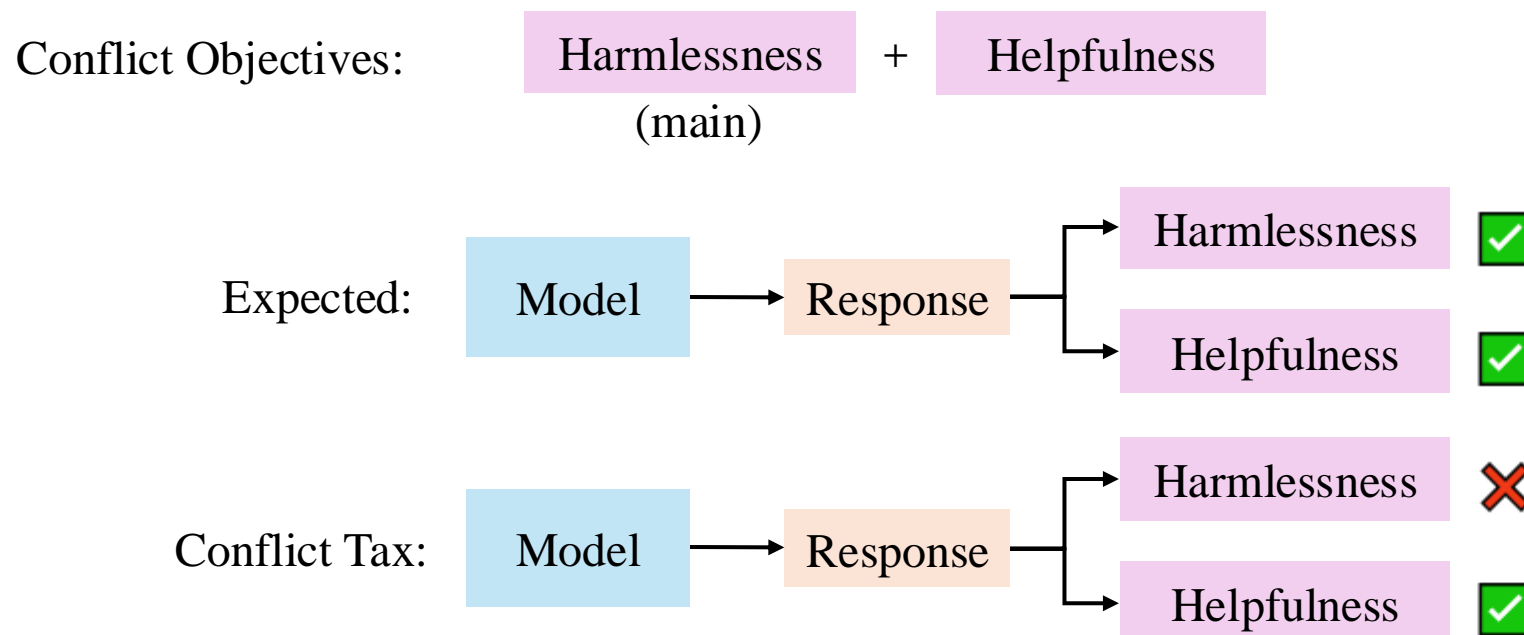 Conflict Objectives: Harmlessness + Helpfulness
(main)
Harmlessness
Expected: Model Response
Helpfulness
Harmlessness
Conflict Tax: Model Response
Helpfulness